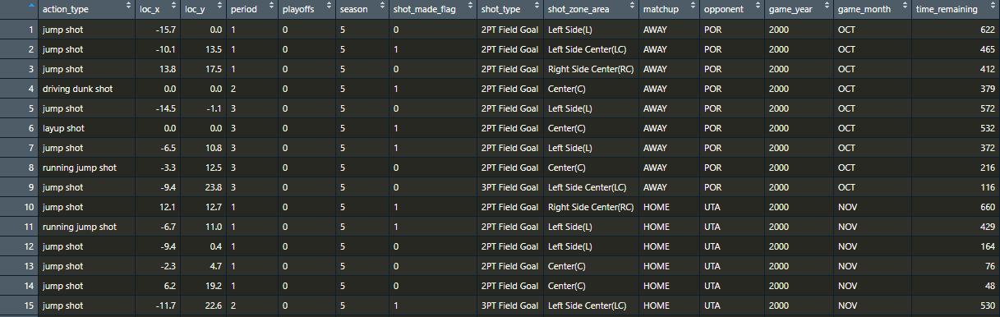 action_type loc_x loc_y period playoffs season shot_made_flag shot_type shot_zone_area matchup opponent game_year game_month time_remaining
1 jump shot -15.7 0.0 1 0 5 0 2PT Field Goal Left Side(L) AWAY POR 2000 OCT 622
2 jump shot -10.1 13.5 1 0 5 1 2PT Field Goal Left Side Center(LC) AWAY POR 2000 OCT 465
3 jump shot 13.8 17.5 1 0 5 0 2PT Field Goal Right Side Center(RC) AWAY POR 2000 OCT 412
4 driving dunk shot 0.0 0.0 2 0 5 1 2PT Field Goal Center(C) AWAY POR 2000 OCT 379
5 jump shot -14.5 -1.1 3 0 5 0 2PT Field Goal Left Side(L) AWAY POR 2000 OCT 572
6 layup shot 0.0 0.0 3 0 5 1 2PT Field Goal Center(C) AWAY POR 2000 OCT 532
7 jump shot -6.5 10.8 3 0 5 1 2PT Field Goal Left Side(L) AWAY POR 2000 OCT 372
8 running jump shot -3.3 12.5 3 0 5 0 2PT Field Goal Center(C) AWAY POR 2000 OCT 216
9 jump shot -9.4 23.8 3 0 5 0 3PT Field Goal Left Side Center(LC) AWAY POR 2000 OCT 116
10 jump shot 12.1 12.7 1 0 5 1 2PT Field Goal Right Side Center(RC) HOME UTA 2000 NOV 660
11 running jump shot -6.7 11.0 1 0 5 1 2PT Field Goal Left Side(L) HOME UTA 2000 NOV 429
12 jump shot -9.4 0.4 1 0 5 0 2PT Field Goal Left Side(L) HOME UTA 2000 NOV 164
13 jump shot -2.3 4.7 1 0 5 0 2PT Field Goal Center(C) HOME UTA 2000 NOV 76
14 jump shot 6.2 19.2 1 0 5 0 2PT Field Goal Center(C) HOME UTA 2000 NOV 48
15 jump shot -11.7 22.6 2 0 5 1 3PT Field Goal Left Side Center(LC) HOME UTA 2000 NOV 530